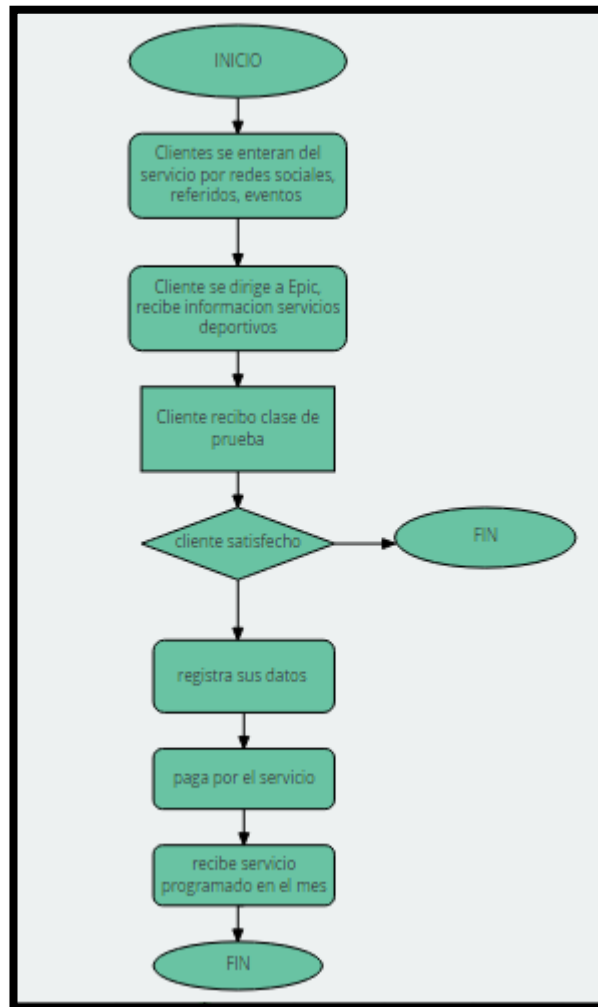 INICIO
Clientes se enteran del
servicio por redes sociales,
referidos, eventos
Cliente se dirige a Epic,
recibe informacion servicios
deportivos
Cliente recibo clase de
prueba
cliente satisfecho
FIN
registra sus datos
paga por el servicio
recibe servicio
programado en el mes
FIN